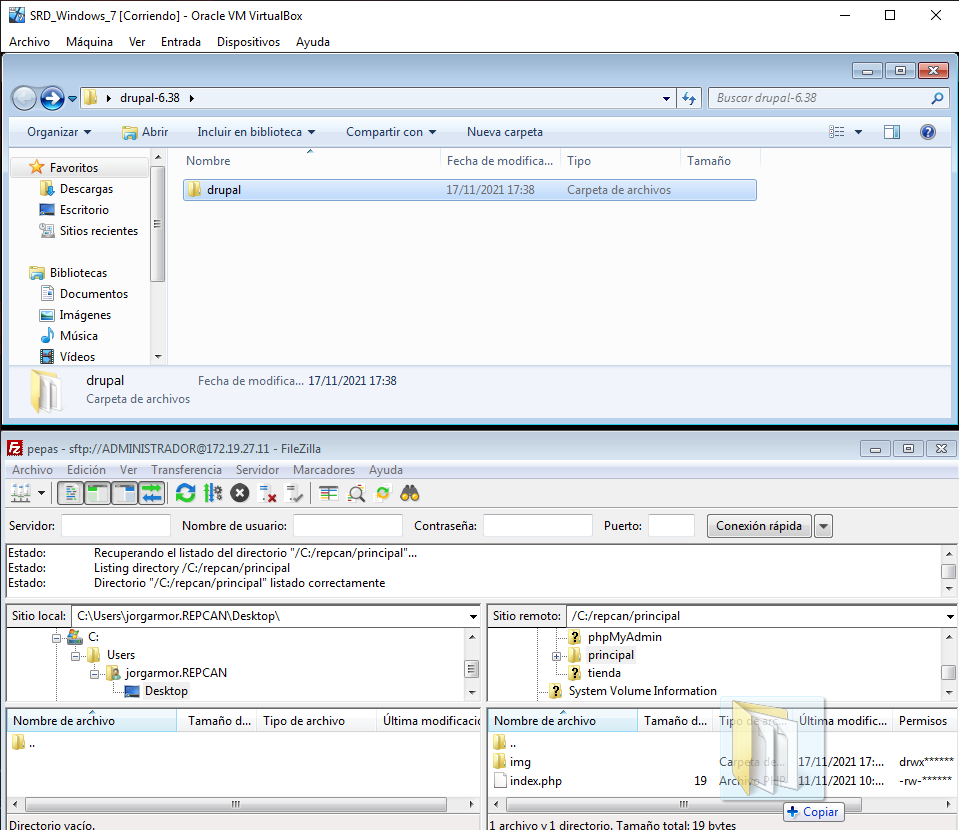 SRD_Windows_7 [Corriendo] - Oracle VM VirtualBox
Archivo Máquina Ver Entrada Dispositivos Ayuda
drupal-6.38
Buscar drupal-6.38
Organizar Abrir Incluir en biblioteca Compartir con Nueva carpeta
Nombre Fecha de modifica... Tipo Tamaño
Favoritos
drupal 17/11/2021 17:38 Carpeta de archivos
Descargas
Escritorio
Sitios recientes
Bibliotecas
Documentos
Imágenes
Música
Vídeos
drupal Fecha de modifica... 17/11/2021 17:38
Carpeta de archivos
pepas - sftp://ADMINISTRADOR@172.19.27.11 - FileZilla
Archivo Edición Ver Transferencia Servidor Marcadores Ayuda
Servidor: Nombre de usuario: Contraseña: Puerto: Conexión rápida
Estado: Recuperando el listado del directorio "/C:/repcan/principal"...
Estado: Listing directory /C:/repcan/principal
Estado: Directorio "/C:/repcan/principal" listado correctamente
Sitio local: C:\Users\jorgarmor.REPCAN\Desktop\
C:
Users
jorgarmor.REPCAN
Desktop
Sitio remoto: /C:/repcan/principal
phpMyAdmin
principal
tienda
System Volume Information
Nombre de archivo Tamaño d... Tipo de archivo Última modificació
..
Directorio vacío.
Nombre de archivo Tamaño d... Tipo de arc... Última modific... Permisos
..
img Carpeta de... 17/11/2021 17:... drwx******
index.php 19 Archivo PHP 11/11/2021 10:... -rw-******
Copiar
1 archivo y 1 directorio. Tamaño total: 19 bytes